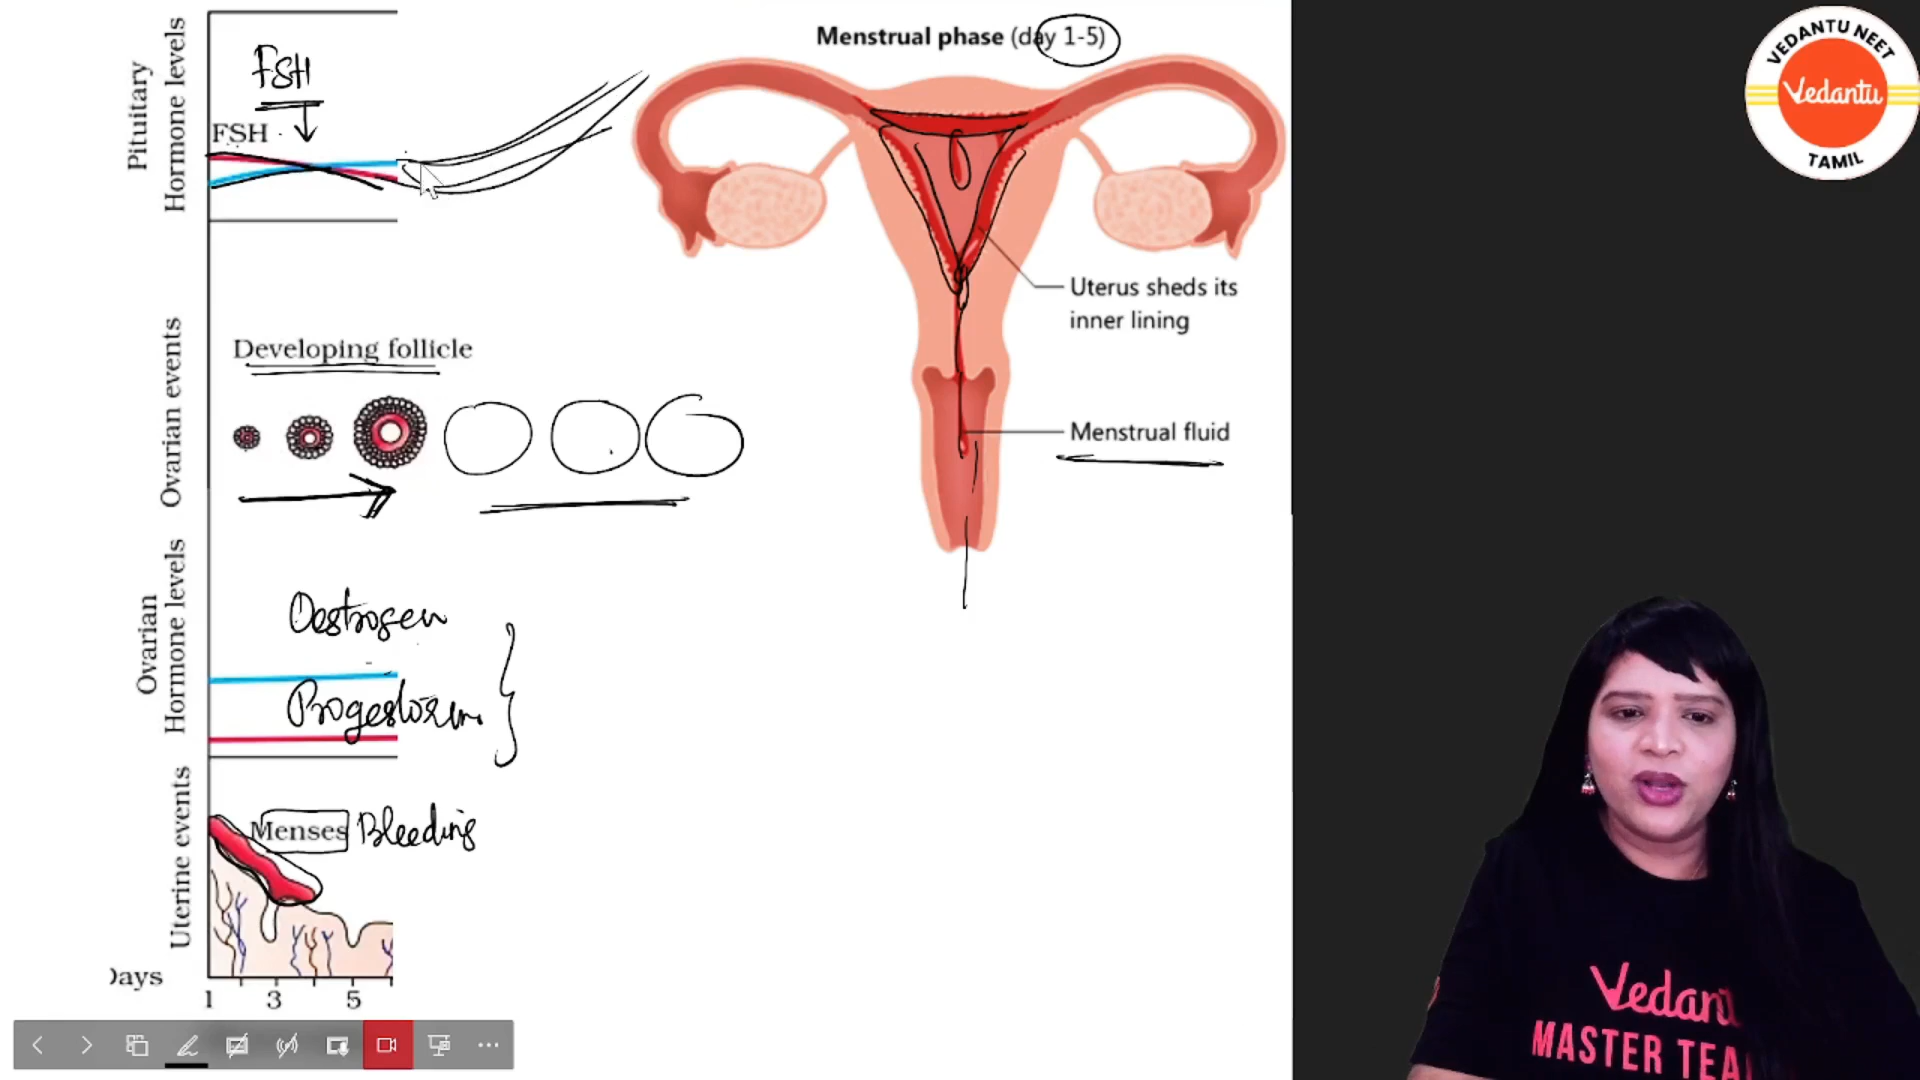 Pituitary
Hormone levels
FSH
FSH
Menstrual phase (day 1-5)
VEDANTU NEET
Vedantu
TAMIL
Uterus sheds its
inner lining
Ovarian events
Developing follicle
Menstrual fluid
Ovarian
Hormone levels
Oestrogen
Progesteron
Uterine events
Menses Bleeding
Days
1 3 5
Vedant
MASTER TEA